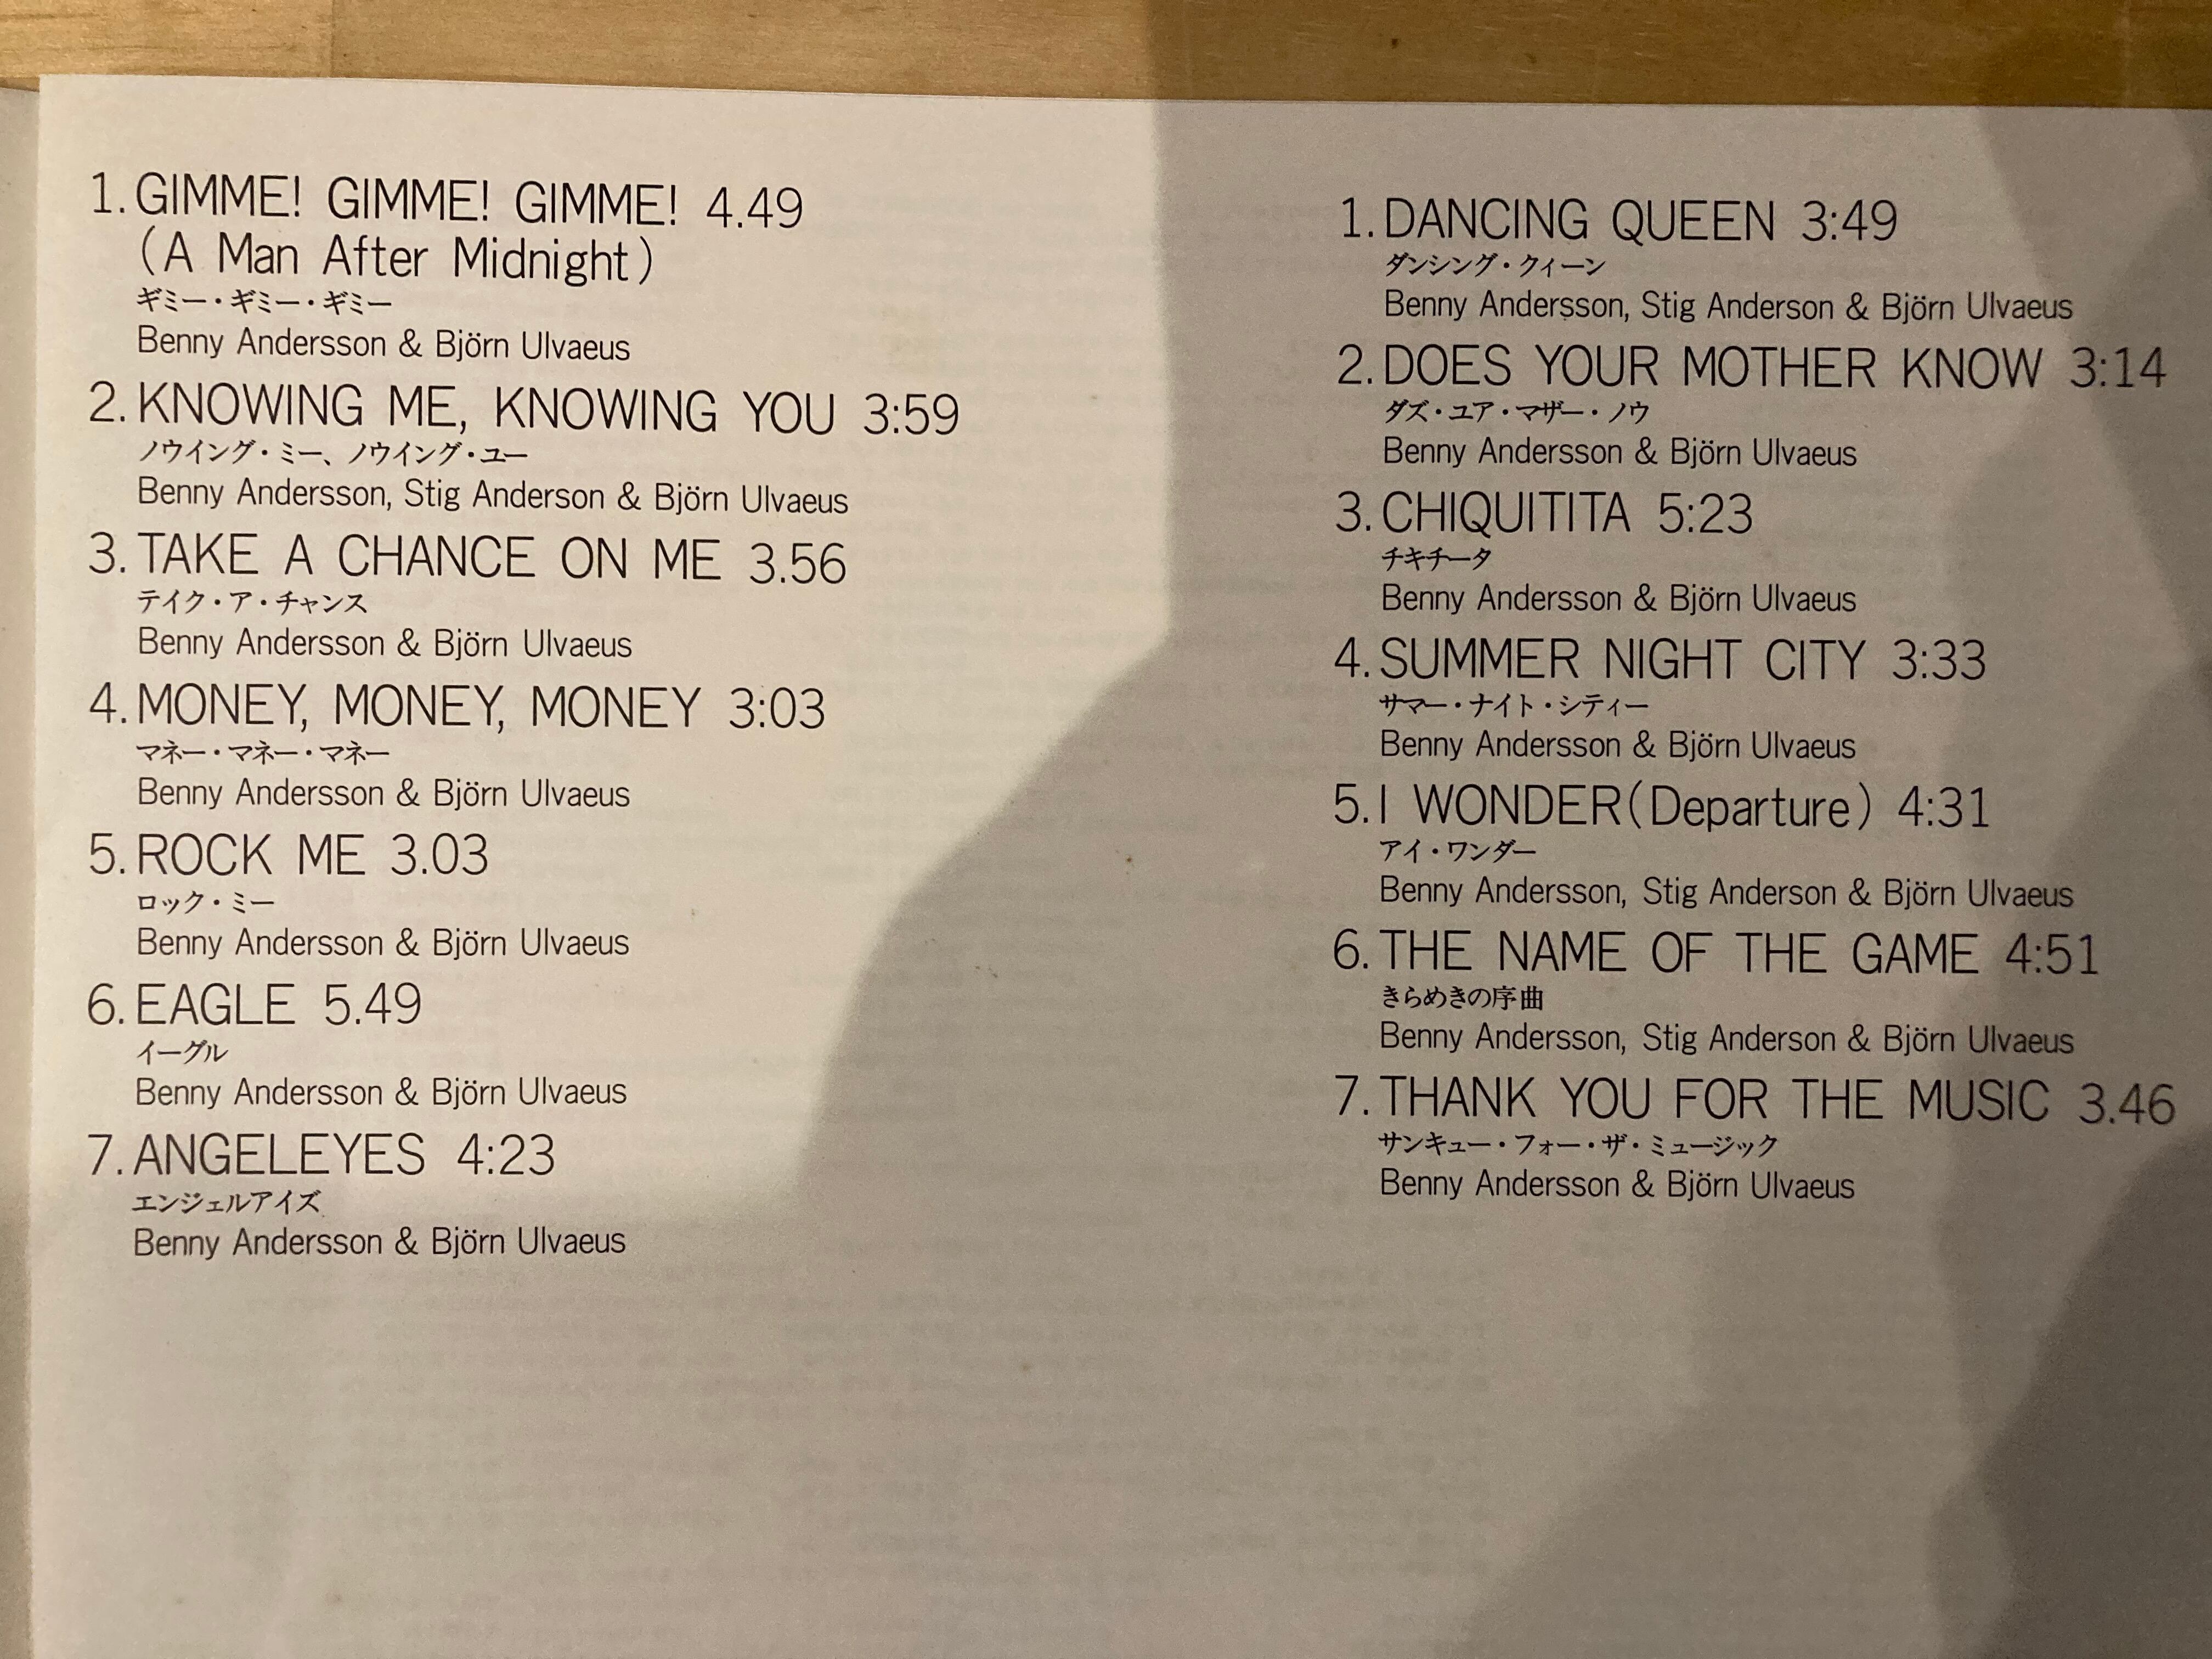 1. GIMME! GIMME! GIMME! 4.49
(A Man After Midnight)
ギミー・ギミー・ギミー
Benny Andersson & Björn Ulvaeus
2. KNOWING ME, KNOWING YOU 3:59
ノウイング・ミー、ノウイング・ユー
Benny Andersson, Stig Anderson & Björn Ulvaeus
3. TAKE A CHANCE ON ME 3.56
テイク・ア・チャンス
Benny Andersson & Björn Ulvaeus
4. MONEY, MONEY, MONEY 3:03
マネー・マネー・マネー
Benny Andersson & Björn Ulvaeus
5. ROCK ME 3.03
ロック・ミー
Benny Andersson & Björn Ulvaeus
6. EAGLE 5.49
イーグル
Benny Andersson & Björn Ulvaeus
7. ANGELEYES 4:23
エンジェルアイズ
Benny Andersson & Björn Ulvaeus
1. DANCING QUEEN 3:49
ダンシング・クィーン
Benny Andersson, Stig Anderson & Björn Ulvaeus
2. DOES YOUR MOTHER KNOW 3:14
ダズ・ユア・マザー・ノウ
Benny Andersson & Björn Ulvaeus
3. CHIQUITITA 5:23
チキチータ
Benny Andersson & Björn Ulvaeus
4. SUMMER NIGHT CITY 3:33
サマー・ナイト・シティー
Benny Andersson & Björn Ulvaeus
5. I WONDER (Departure) 4:31
アイ・ワンダー
Benny Andersson, Stig Anderson & Björn Ulvaeus
6. THE NAME OF THE GAME 4:51
きらめきの序曲
Benny Andersson, Stig Anderson & Björn Ulvaeus
7. THANK YOU FOR THE MUSIC 3.46
サンキュー・フォー・ザ・ミュージック
Benny Andersson & Björn Ulvaeus